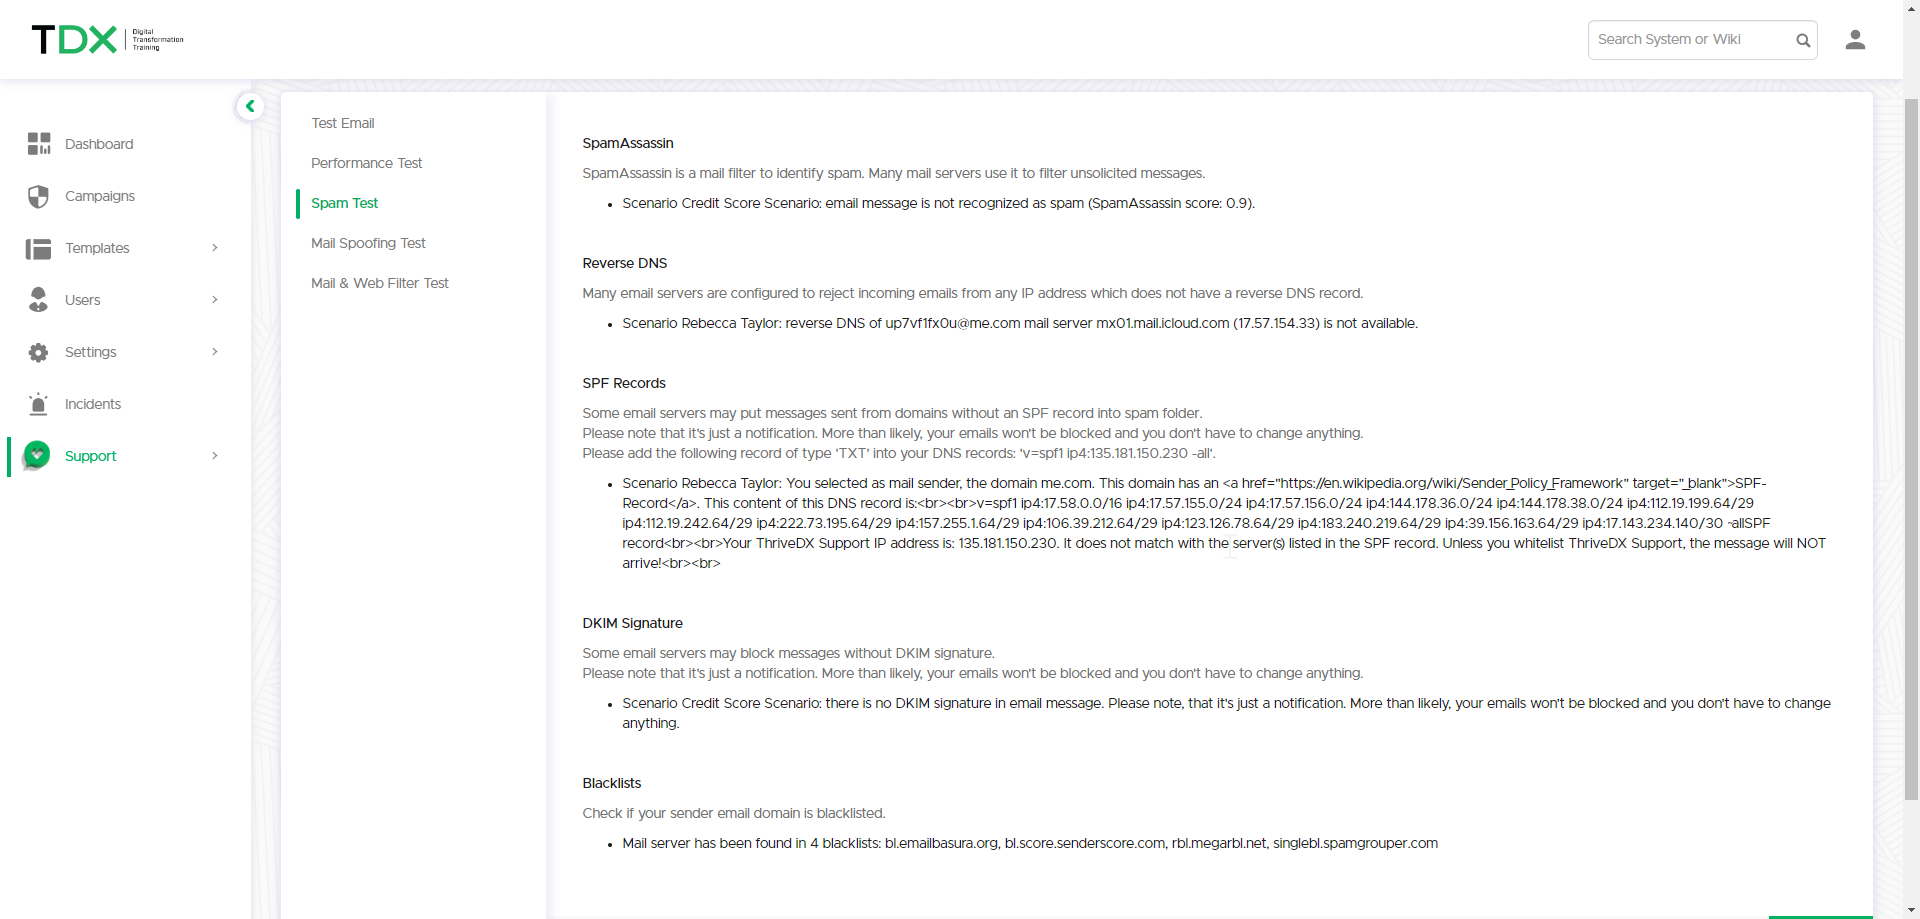 TDX
Digital
Transformation
Training
Search System or Wiki
Dashboard
Campaigns
Templates
Users
Settings
Incidents
Support
Test Email
Performance Test
Spam Test
Mail Spoofing Test
Mail & Web Filter Test
SpamAssassin
SpamAssassin is a mail filter to identify spam. Many mail servers use it to filter unsolicited messages.
• Scenario Credit Score Scenario: email message is not recognized as spam (SpamAssassin score: 0.9).
Reverse DNS
Many email servers are configured to reject incoming emails from any IP address which does not have a reverse DNS record.
• Scenario Rebecca Taylor: reverse DNS of up7vf1fx0u@me.com mail server mx01.mail.icloud.com (17.57.154.33) is not available.
SPF Records
Some email servers may put messages sent from domains without an SPF record into spam folder.
Please note that it's just a notification. More than likely, your emails won't be blocked and you don't have to change anything.
Please add the following record of type 'TXT' into your DNS records: 'v=spf1 ip4:135.181.150.230 -all'.
• Scenario Rebecca Taylor: You selected as mail sender, the domain me.com. This domain has an <a href="https://en.wikipedia.org/wiki/Sender_Policy_Framework" target="_blank">SPF-
Record</a>. This content of this DNS record is:<br><br>v=spf1 ip4:17.58.0.0/16 ip4:17.57.155.0/24 ip4:17.57.156.0/24 ip4:144.178.36.0/24 ip4:144.178.38.0/24 ip4:112.19.199.64/29
ip4:112.19.242.64/29 ip4:222.73.195.64/29 ip4:157.255.1.64/29 ip4:106.39.212.64/29 ip4:123.126.78.64/29 ip4:183.240.219.64/29 ip4:39.156.163.64/29 ip4:17.143.234.140/30 ~allSPF
record<br><br>Your ThriveDX Support IP address is: 135.181.150.230. It does not match with the server(s) listed in the SPF record. Unless you whitelist ThriveDX Support, the message will NOT
arrive!<br><br>
DKIM Signature
Some email servers may block messages without DKIM signature.
Please note that it's just a notification. More than likely, your emails won't be blocked and you don't have to change anything.
• Scenario Credit Score Scenario: there is no DKIM signature in email message. Please note, that it's just a notification. More than likely, your emails won't be blocked and you don't have to change
anything.
Blacklists
Check if your sender email domain is blacklisted.
• Mail server has been found in 4 blacklists: bl.emailbasura.org, bl.score.senderscore.com, rbl.megarbl.net, singlebl.spamgrouper.com